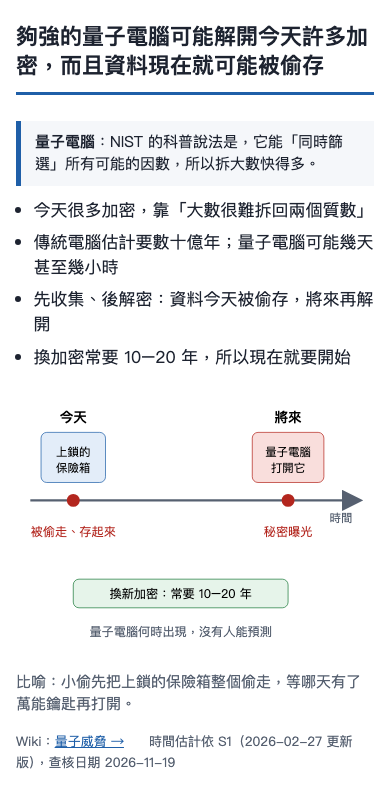 夠強的量子電腦可能解開今天許多加
密，而且資料現在就可能被偷存
量子電腦：NIST 的科普說法是，它能「同時篩
選」所有可能的因數，所以拆大數快得多。
• 今天很多加密，靠「大數很難拆回兩個質數」
• 傳統電腦估計要數十億年；量子電腦可能幾天
甚至幾小時
• 先收集、後解密：資料今天被偷存，將來再解
開
• 換加密常要 10–20 年，所以現在就要開始
今天
將來
上鎖的
保險箱
量子電腦
打開它
時間
被偷走、存起來
秘密曝光
換新加密：常要 10–20 年
量子電腦何時出現，沒有人能預測
比喻：小偷先把上鎖的保險箱整個偷走，等哪天有了
萬能鑰匙再打開。
Wiki：量子威脅 → 時間估計依 S1（2026-02-27 更新
版），查核日期 2026-11-19